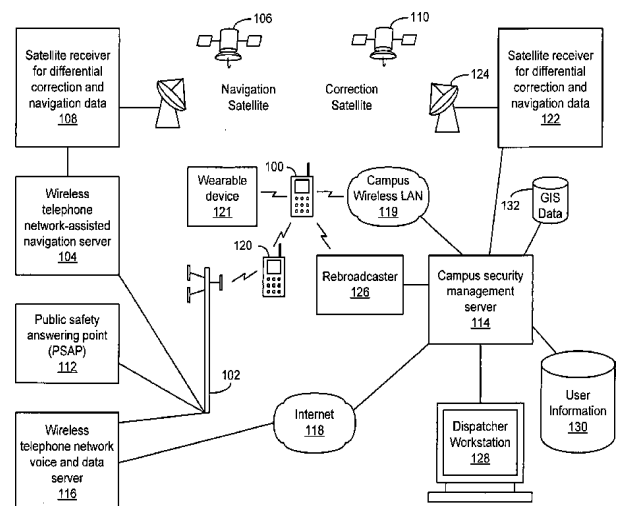 106
110
Satellite receiver
for differential
correction and
navigation data
108
Navigation
Satellite
Correction
Satellite
124
Satellite receiver
for differential
correction and
navigation data
122
100
Wearable
device
121
Campus
Wireless LAN
119
132
GIS
Data
Wireless
telephone
network-assisted
navigation server
104
120
Rebroadcaster
126
Campus security
management
server
114
Public safety
answering point
(PSAP)
112
102
Internet
118
User
Information
130
Wireless
telephone network
voice and data
server
116
Dispatcher
Workstation
128